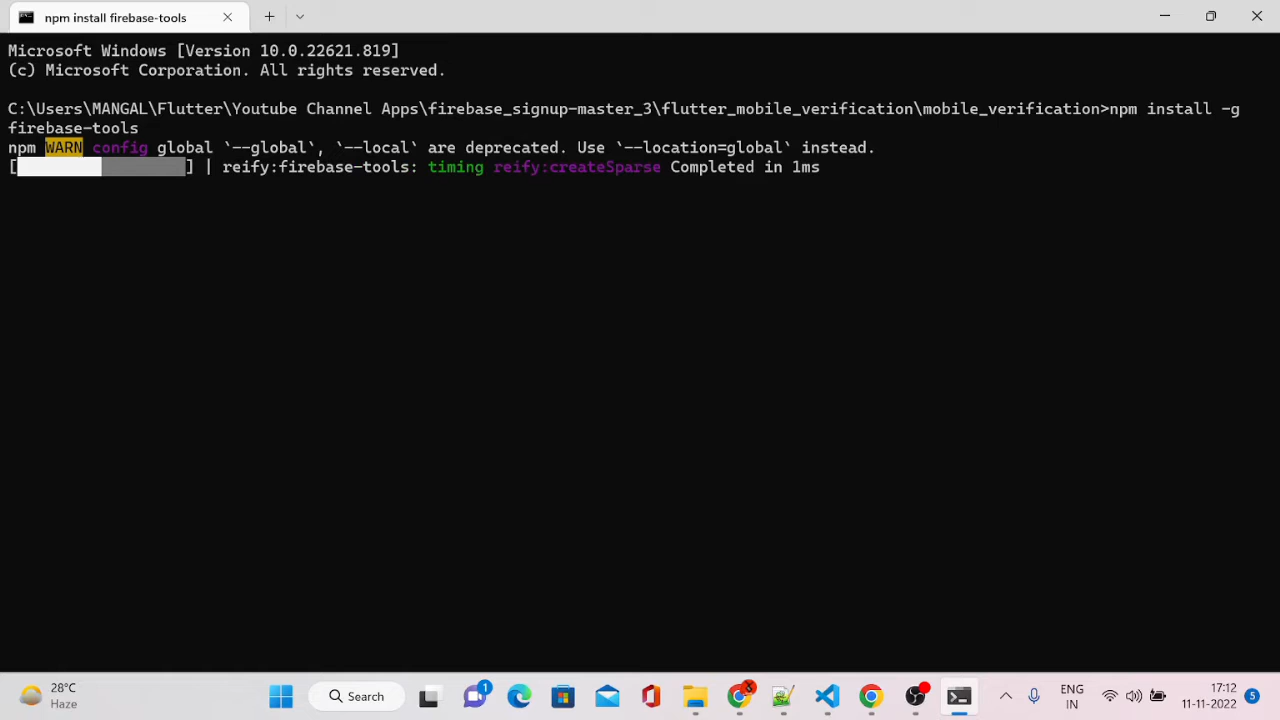 npm install firebase-tools
Microsoft Windows [Version 10.0.22621.819]
(c) Microsoft Corporation. All rights reserved.
C:\Users\MANGAL\Flutter\Youtube Channel Apps\firebase_signup-master_3\flutter_mobile_verification\mobile_verification>npm install -g
firebase-tools
npm WARN config global `--global`, `--local` are deprecated. Use `--location=global` instead.
[ ] | reify:firebase-tools: timing reify:createSparse Completed in 1ms
28°C
Haze
Search
1
ENG
IN
17:12
11-11-2022
5